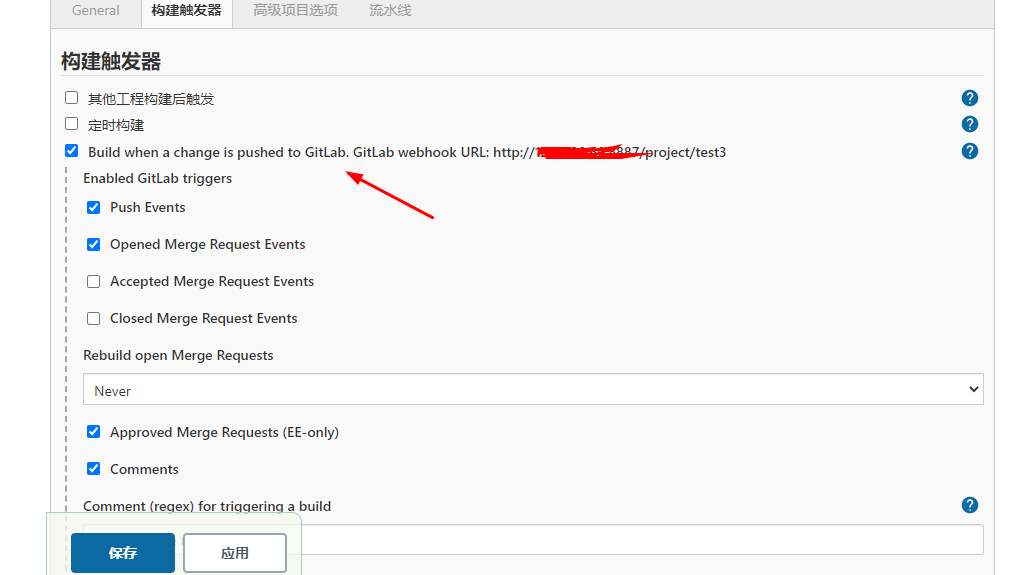 General 构建触发器 高级项目选项 流水线
构建触发器
其他工程构建后触发
定时构建
Build when a change is pushed to GitLab. GitLab webhook URL: http:// 8887/project/test3
Enabled GitLab triggers
Push Events
Opened Merge Request Events
Accepted Merge Request Events
Closed Merge Request Events
Rebuild open Merge Requests
Never
Approved Merge Requests (EE-only)
Comments
Comment (regex) for triggering a build
保存 应用